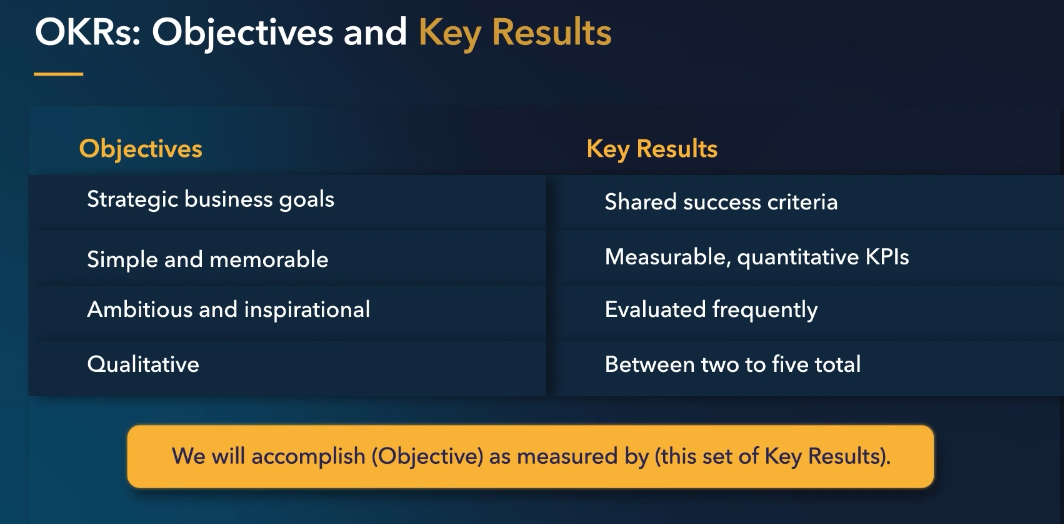 OKRs: Objectives and Key Results
Objectives
Key Results
Strategic business goals
Shared success criteria
Simple and memorable
Measurable, quantitative KPIs
Ambitious and inspirational
Evaluated frequently
Qualitative
Between two to five total
We will accomplish (Objective) as measured by (this set of Key Results).